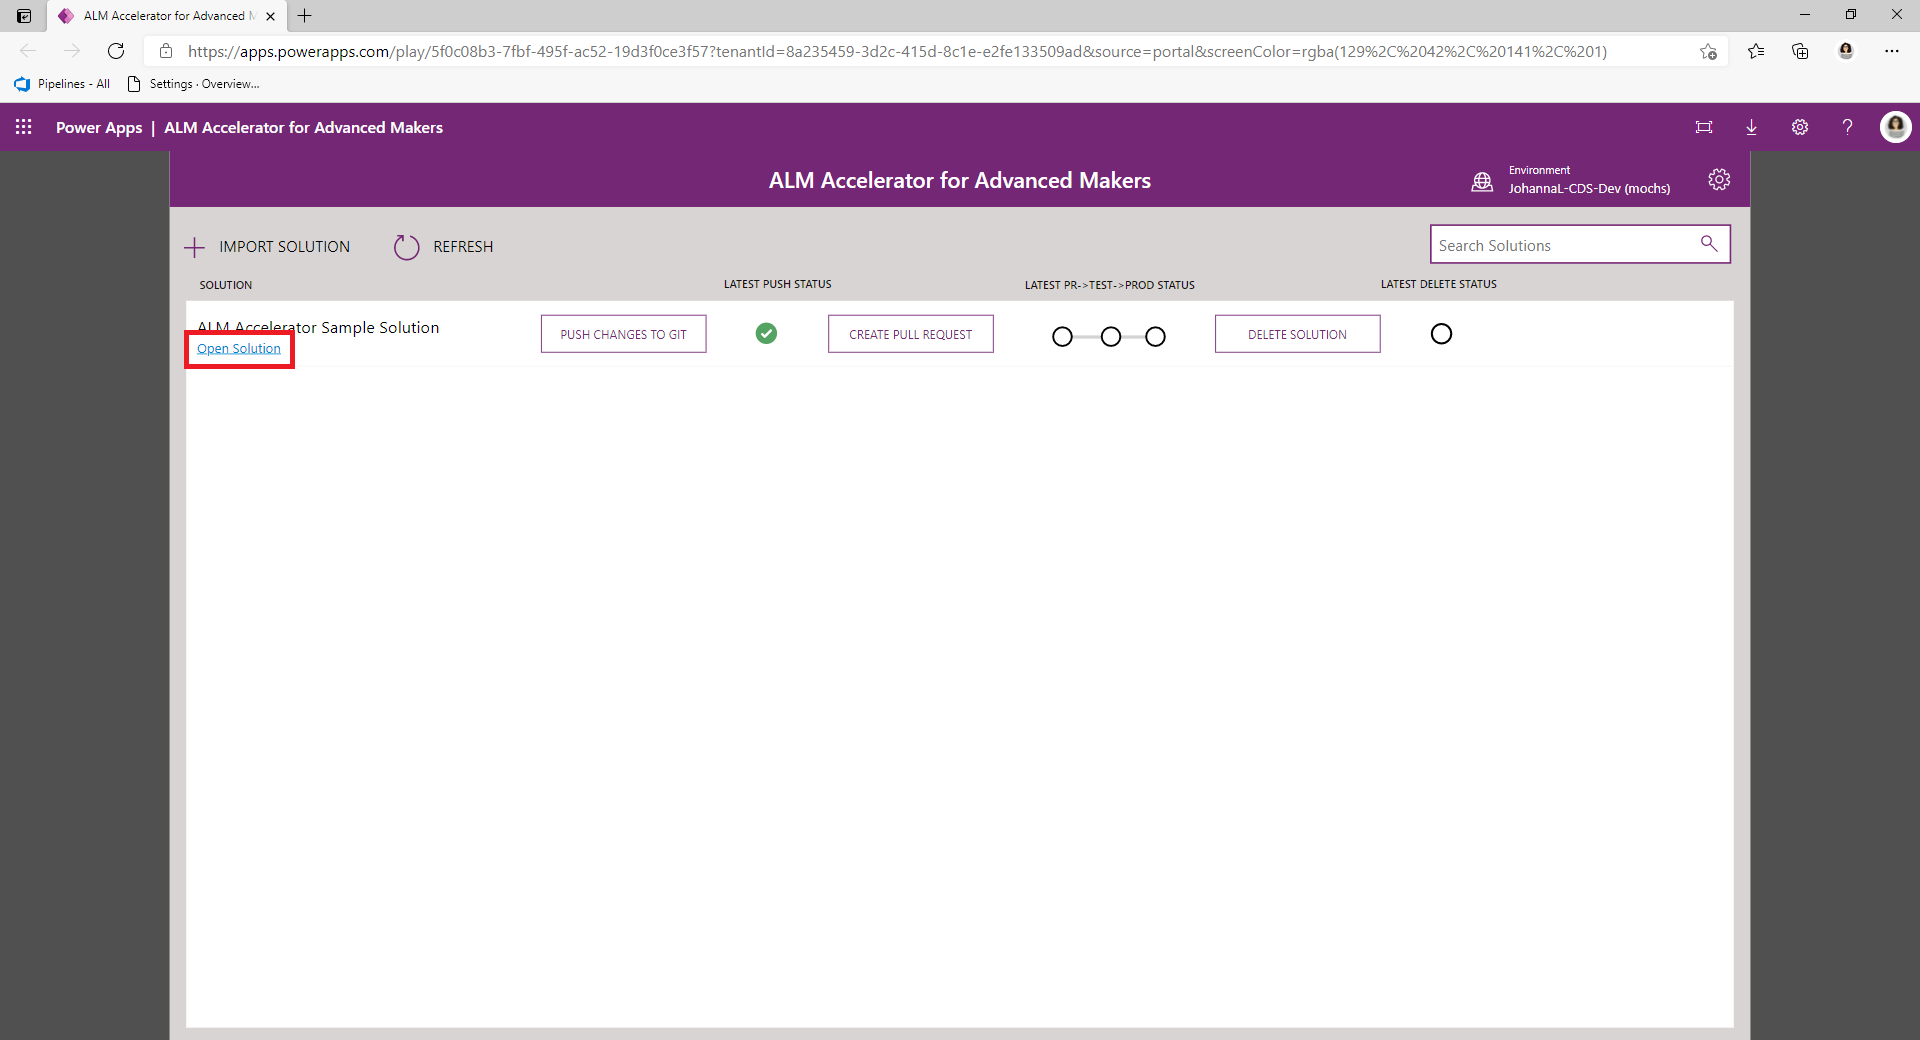 ALM Accelerator for Advanced M
https://apps.powerapps.com/play/5f0c08b3-7fbf-495f-ac52-19d3f0ce3f57?tenantId=8a235459-3d2c-415d-8c1e-e2fe133509ad&source=portal&screenColor=rgba(129%2C%2042%2C%20141%2C%201)
Pipelines - All Settings · Overview...
Power Apps | ALM Accelerator for Advanced Makers
ALM Accelerator for Advanced Makers
Environment
JohannaL-CDS-Dev (mochs)
IMPORT SOLUTION REFRESH
Search Solutions
SOLUTION LATEST PUSH STATUS LATEST PR->TEST->PROD STATUS LATEST DELETE STATUS
ALM Accelerator Sample Solution
PUSH CHANGES TO GIT CREATE PULL REQUEST DELETE SOLUTION
Open Solution